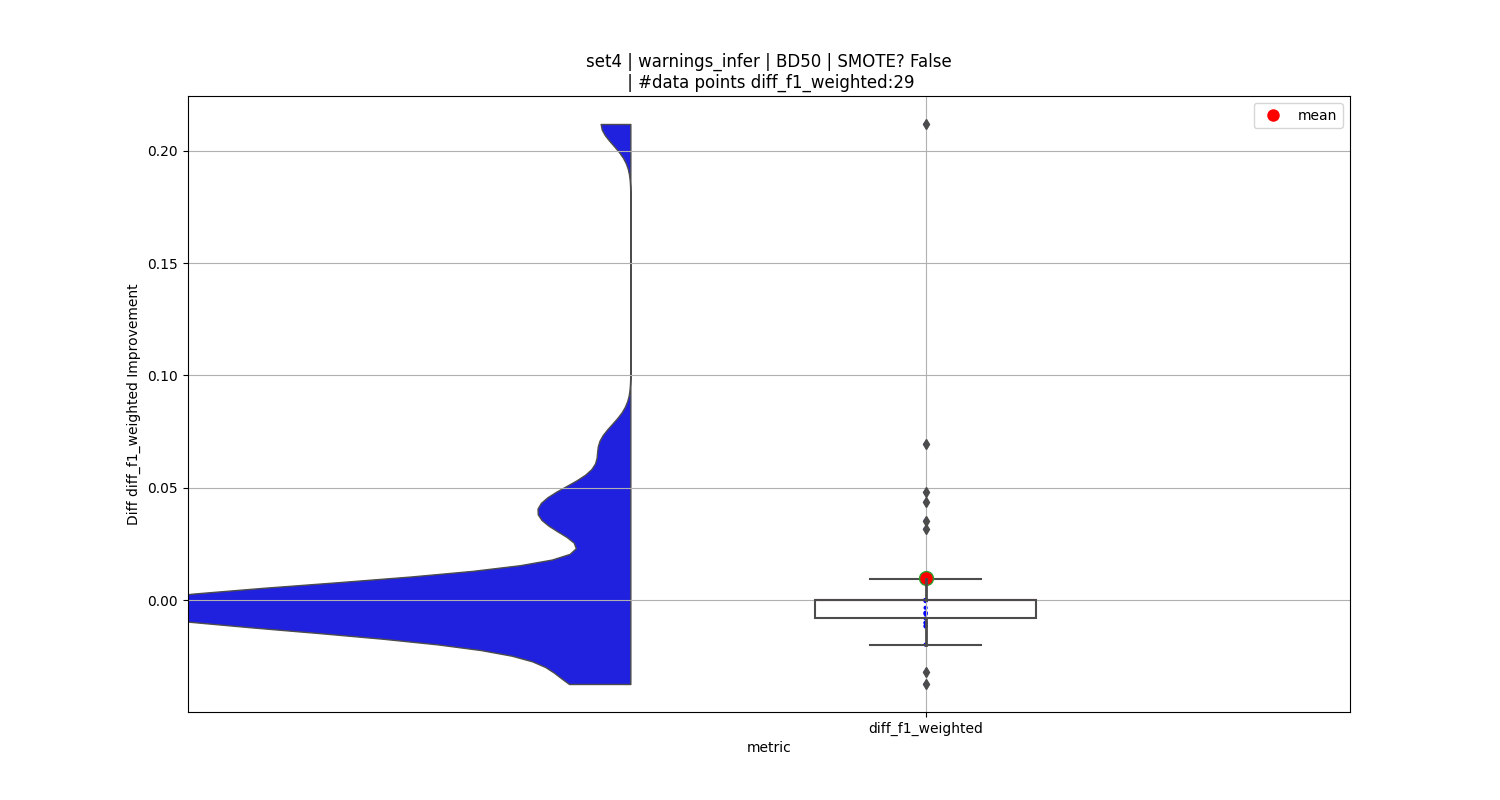 set4 | warnings_infer | BD50 | SMOTE? False
| #data points diff_f1_weighted:29
mean
0.20
0.15
0.10
0.05
0.00
Diff diff_f1_weighted Improvement
diff_f1_weighted
metric